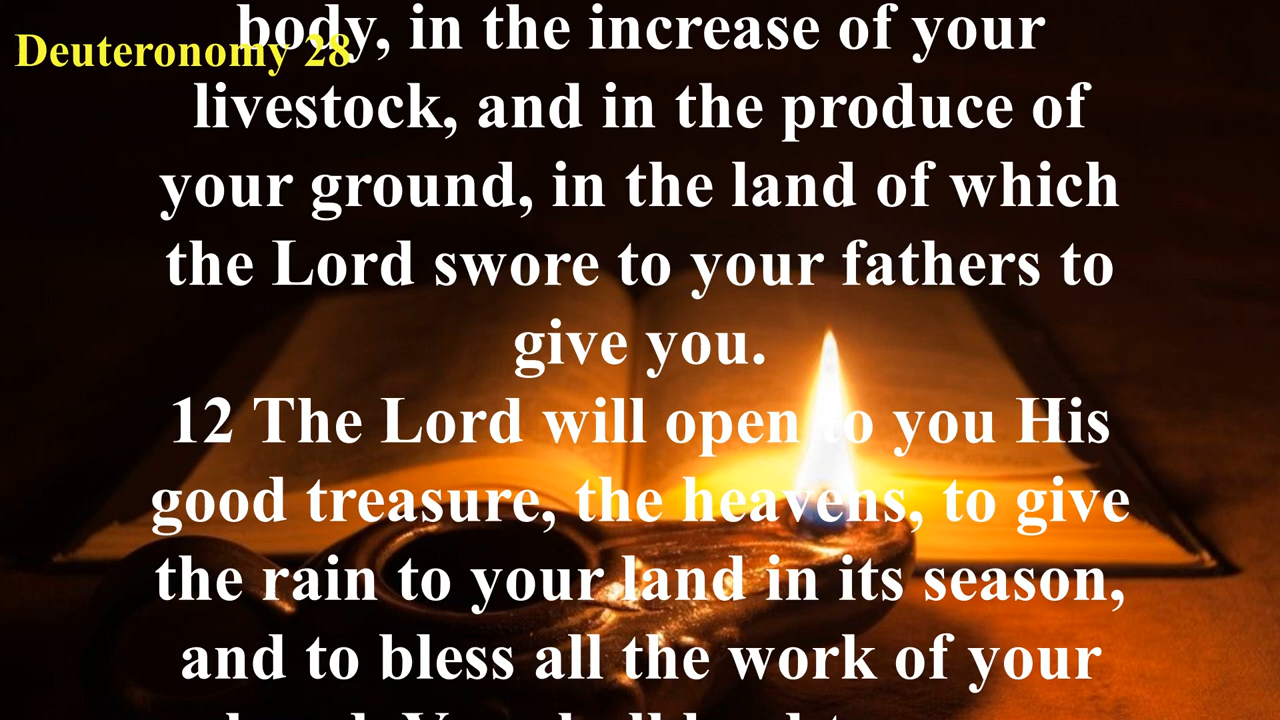 Deuteronomy 28
body, in the increase of your
livestock, and in the produce of
your ground, in the land of which
the Lord swore to your fathers to
give you.
12 The Lord will open to you His
good treasure, the heavens, to give
the rain to your land in its season,
and to bless all the work of your